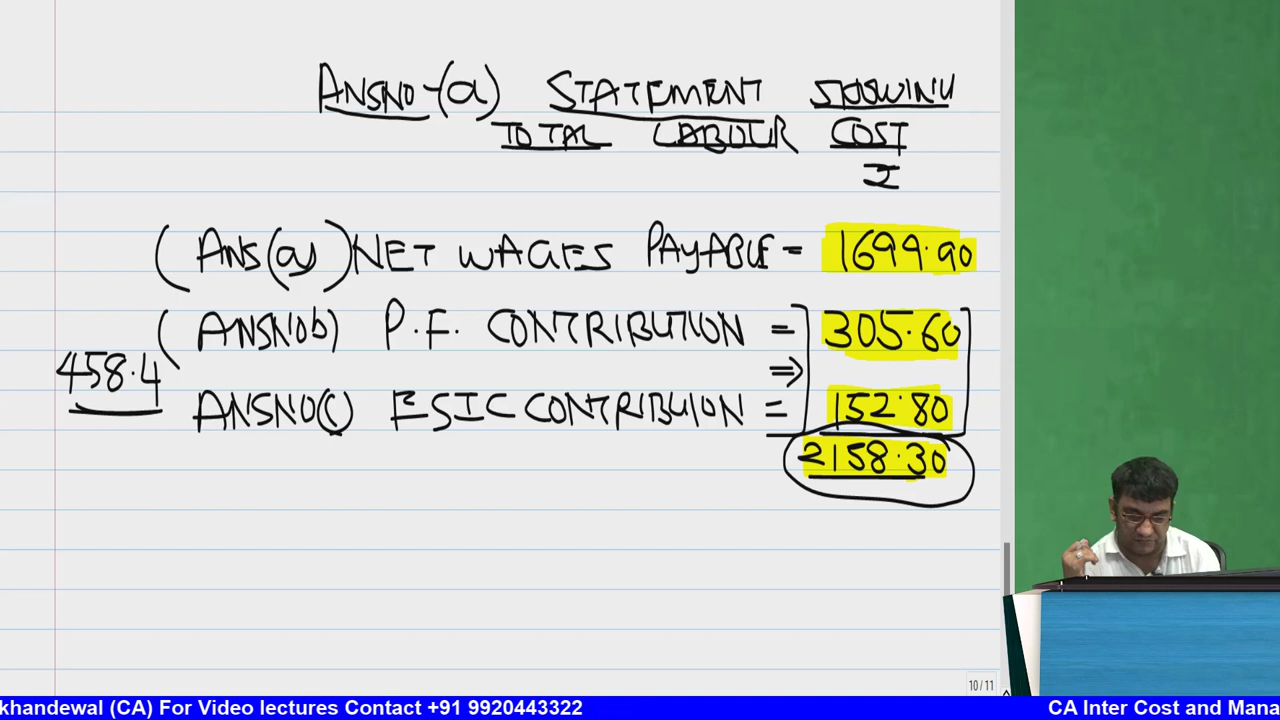 ANSNO-(a) STATEMENT SHOWING
TOTAL LABOUR COST
(Ans(a)) NET WAGES PAYABLE = 1699.90
(ANSNOb) P.F. CONTRIBUTION = 305.60
458.4 ⇒
ANSNO(c) ESIC CONTRIBUION = 152.80
2158.30
10/11
khandewal (CA) For Video lectures Contact +91 9920443322 CA Inter Cost and Mana